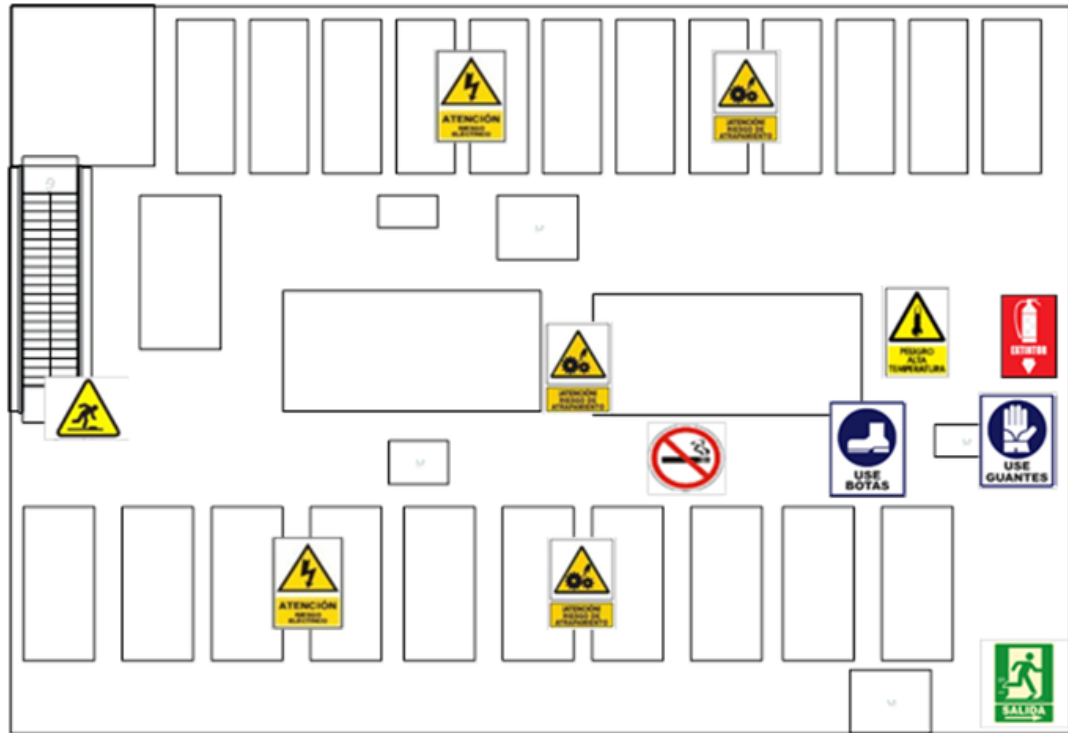 ATENCIÓN
RIESGO
ELÉCTRICO
¡ATENCIÓN!
RIESGO DE
ATRAPAMIENTO
PELIGRO
ALTA
TEMPERATURA
EXTINTOR
¡ATENCIÓN!
RIESGO DE
ATRAPAMIENTO
USE
BOTAS
USE
GUANTES
ATENCIÓN
RIESGO
ELÉCTRICO
¡ATENCIÓN!
RIESGO DE
ATRAPAMIENTO
SALIDA